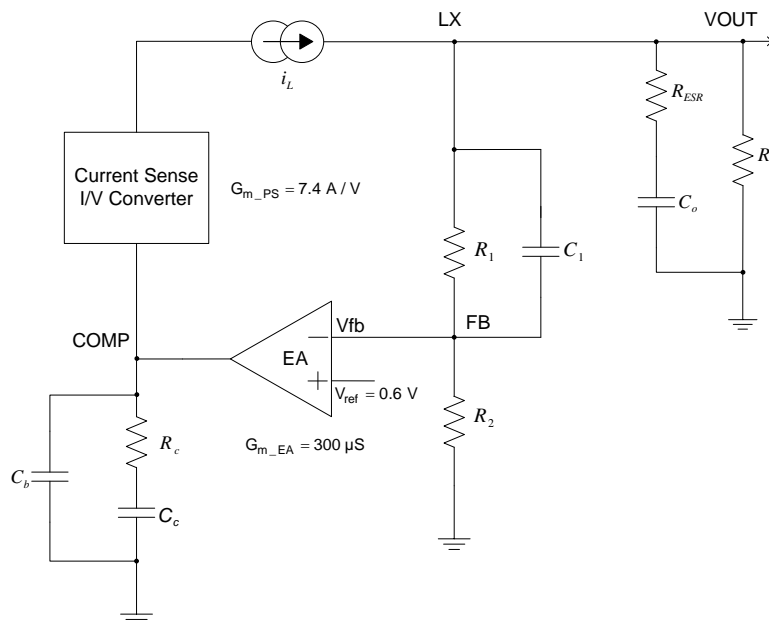 LX
VOUT
i_L
R_ESR
Current Sense
I/V Converter
G_m_PS = 7.4 A / V
R
C_o
R_1
C_1
COMP
Vfb
FB
EA
V_ref = 0.6 V
R_2
G_m_EA = 300 µS
R_c
C_b
C_c